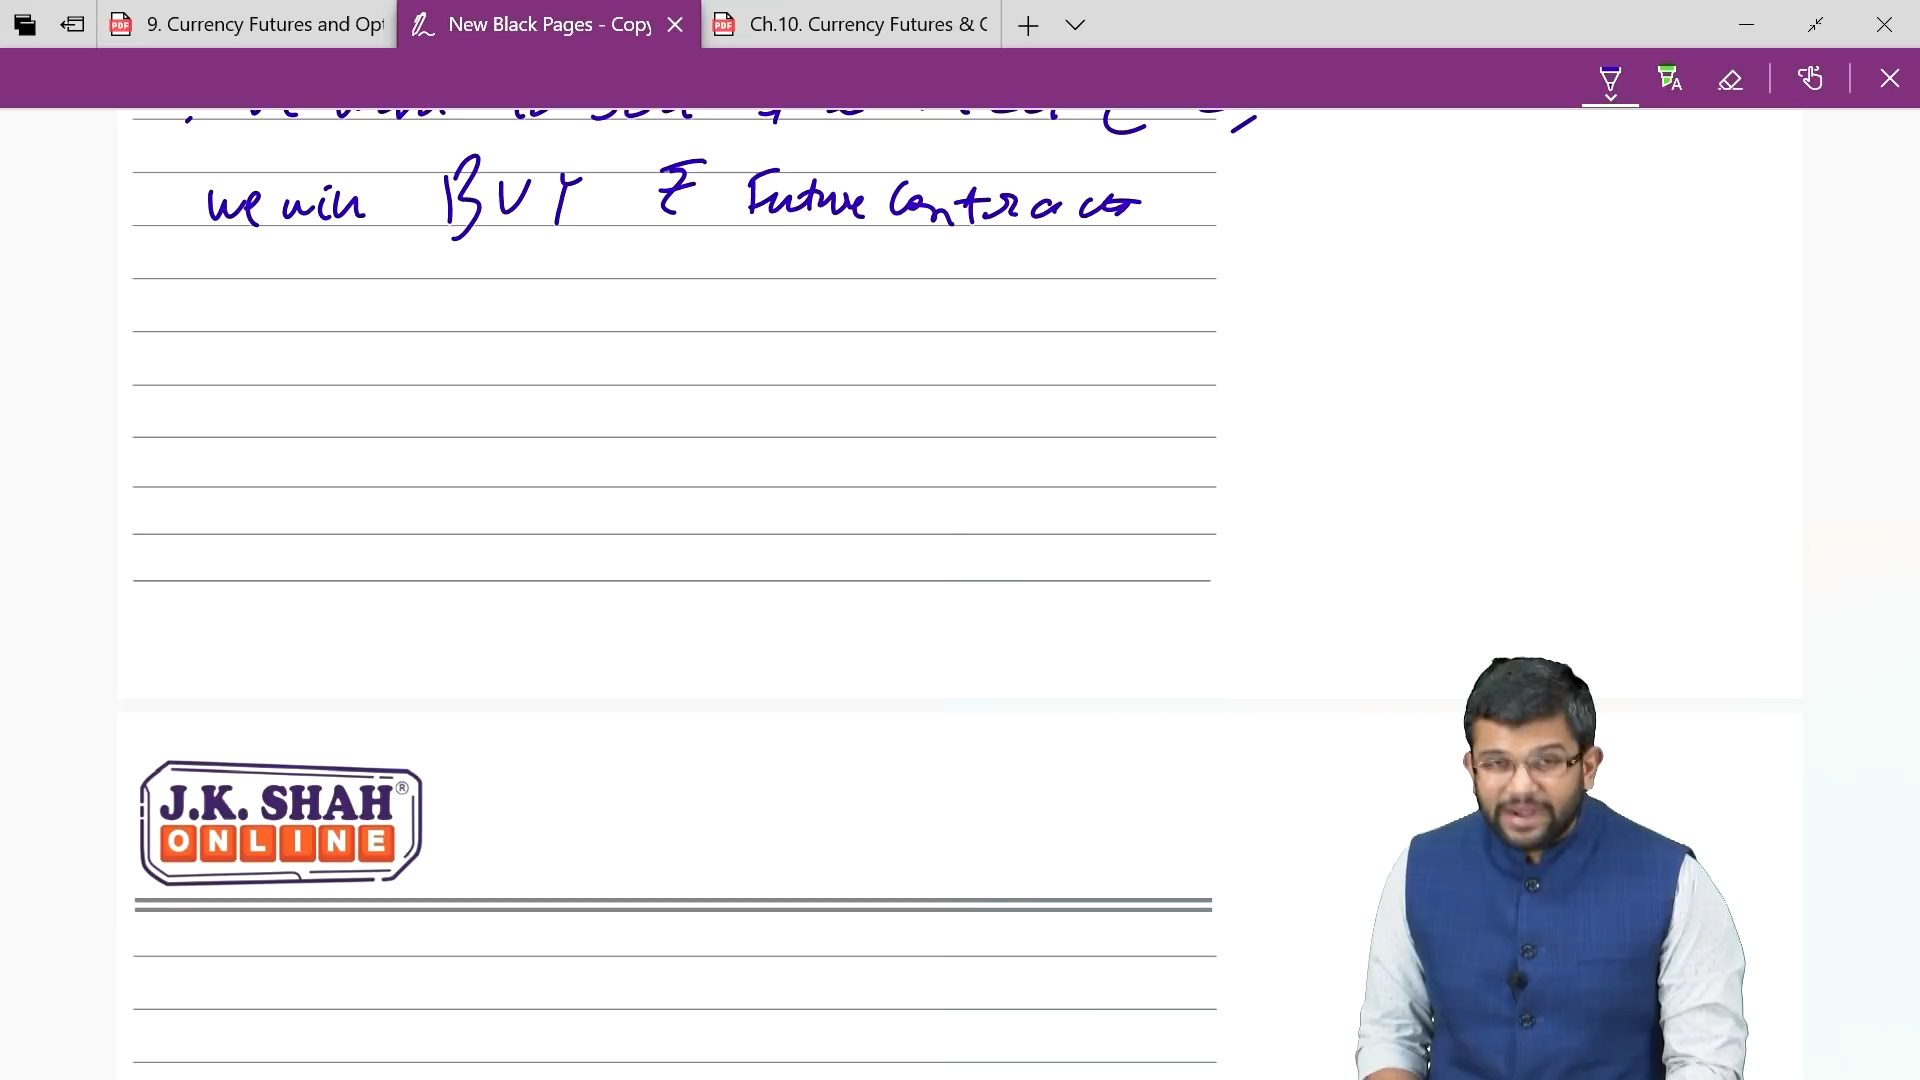 9. Currency Futures and Opt
New Black Pages - Copy
Ch.10. Currency Futures & C
we will BUY ₹ Future Contract
J.K. SHAH®
ONLINE